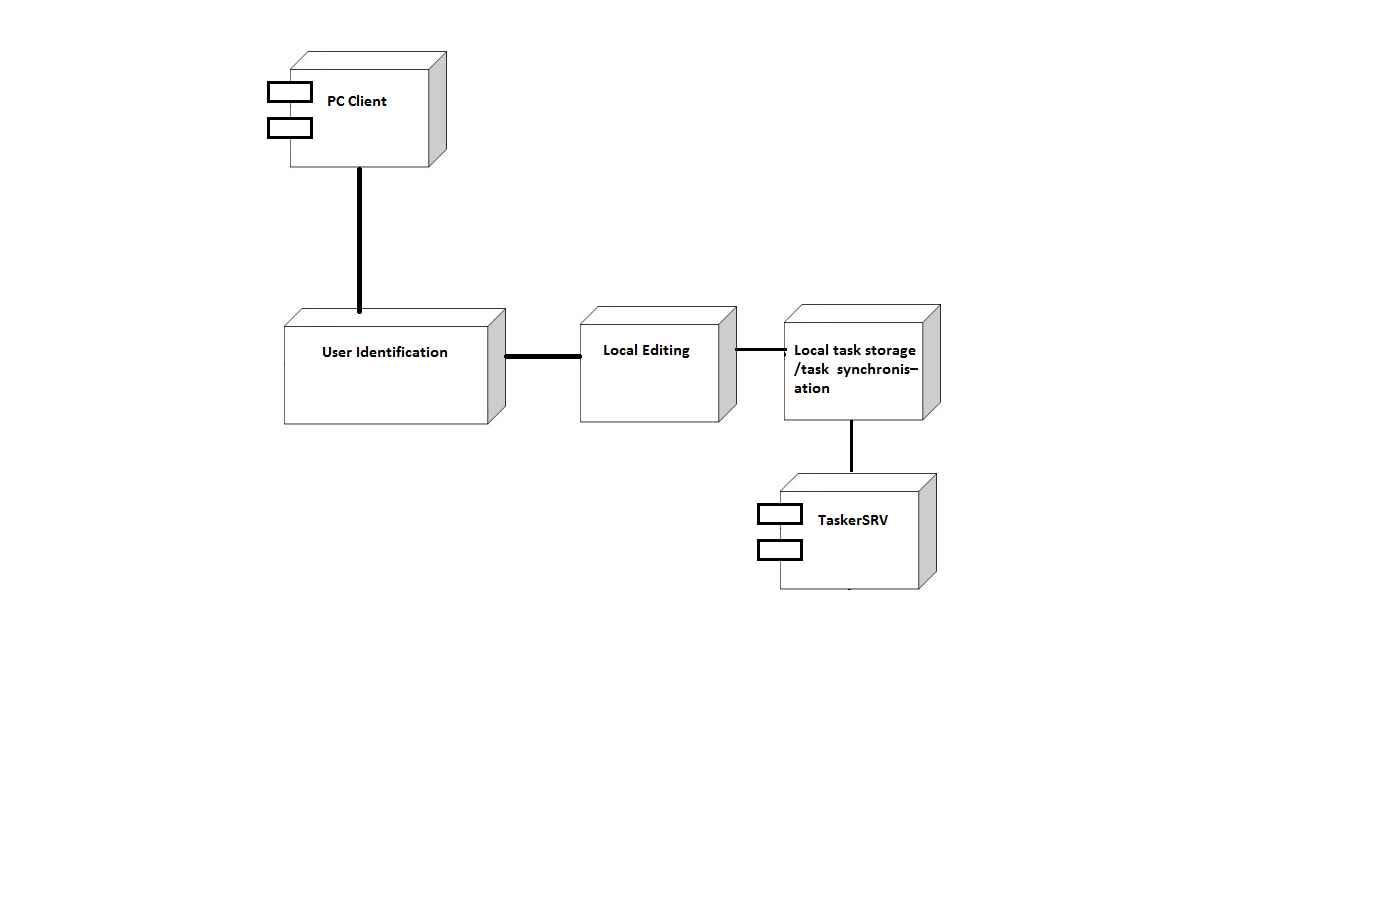 PC Client
User Identification
Local Editing
Local task storage
/task synchronis–
ation
TaskerSRV